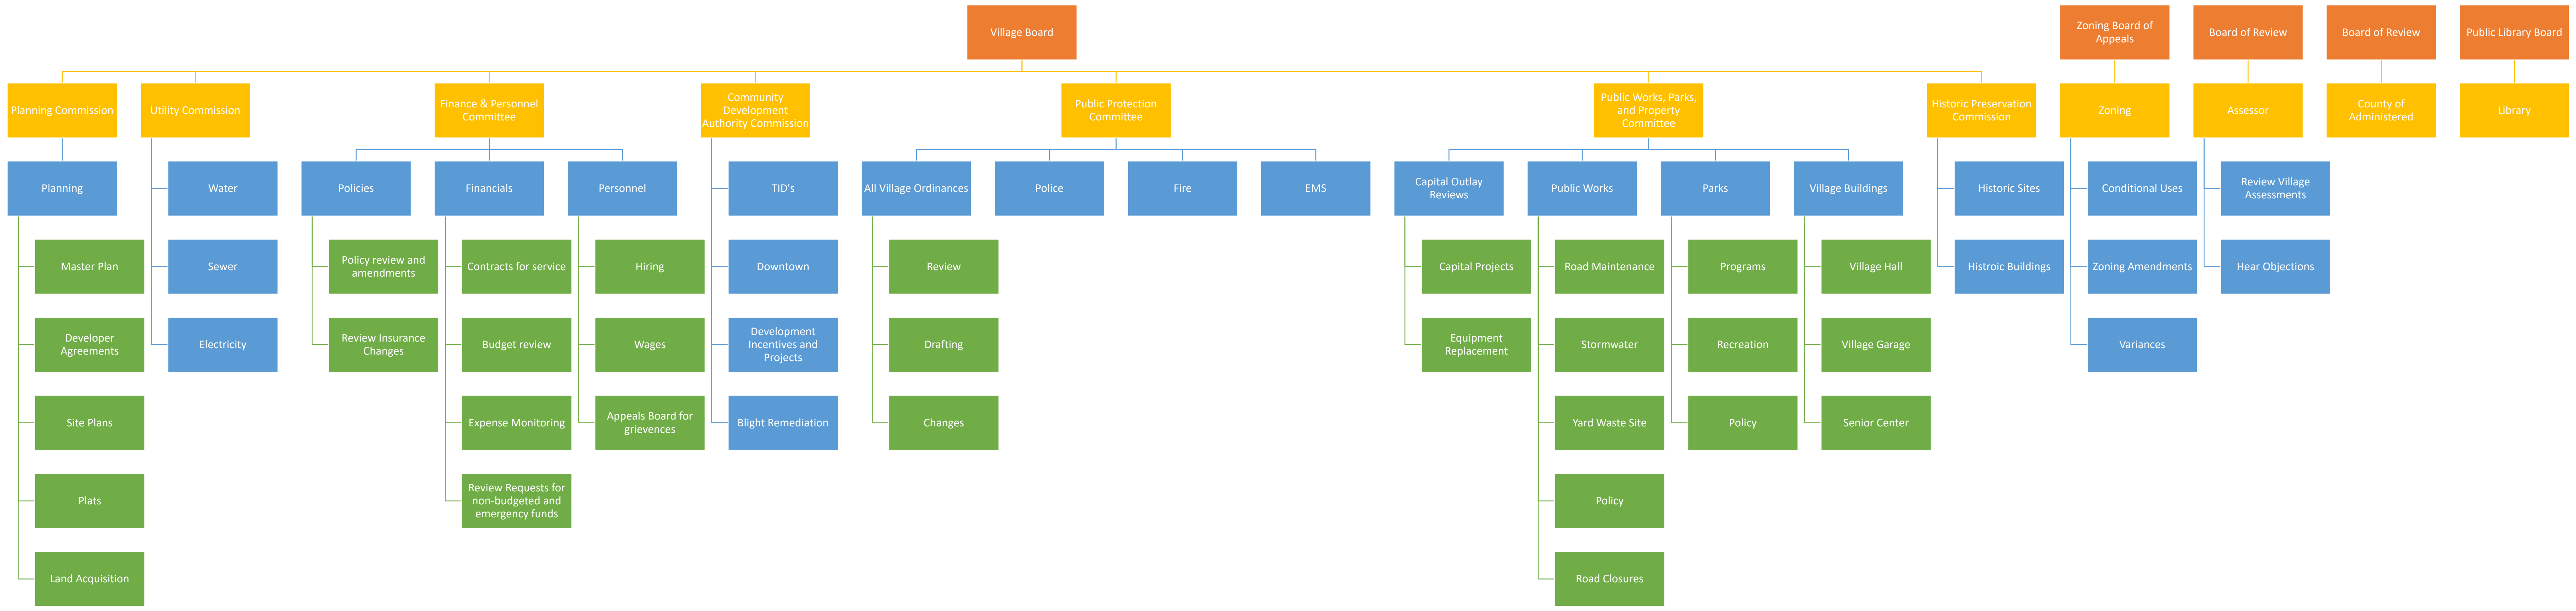 Village Board
Zoning Board of
Appeals
Board of Review
Board of Review
Public Library Board
Planning Commission
Utility Commission
Finance & Personnel
Committee
Community
Development
Authority Commission
Public Protection
Committee
Public Works, Parks,
and Property
Committee
Historic Preservation
Commission
Zoning
Assessor
County of
Administered
Library
Planning
Water
Policies
Financials
Personnel
TID's
All Village Ordinances
Police
Fire
EMS
Capital Outlay
Reviews
Public Works
Parks
Village Buildings
Historic Sites
Conditional Uses
Review Village
Assessments
Master Plan
Sewer
Policy review and
amendments
Contracts for service
Hiring
Downtown
Review
Capital Projects
Road Maintenance
Programs
Village Hall
Histroic Buildings
Zoning Amendments
Hear Objections
Developer
Agreements
Electricity
Review Insurance
Changes
Budget review
Wages
Development
Incentives and
Projects
Drafting
Equipment
Replacement
Stormwater
Recreation
Village Garage
Variances
Site Plans
Expense Monitoring
Appeals Board for
grievences
Blight Remediation
Changes
Yard Waste Site
Policy
Senior Center
Plats
Review Requests for
non-budgeted and
emergency funds
Policy
Land Acquisition
Road Closures